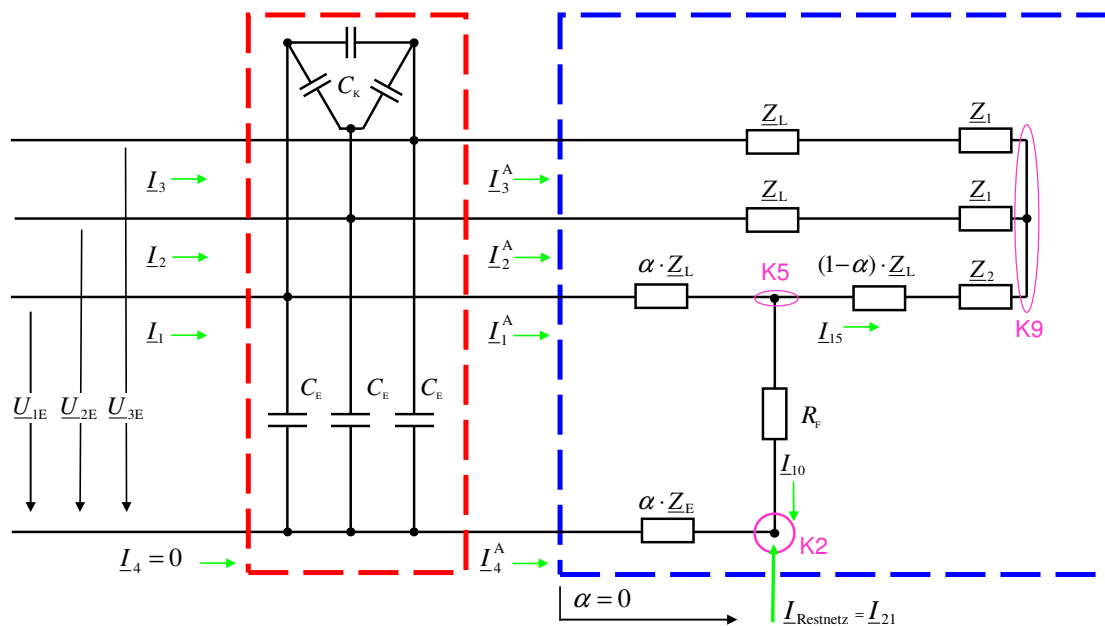 C_K
Z_L
Z_1
I_3
I_3^A
Z_L
Z_1
I_2
I_2^A
α · Z_L
K5
(1−α) · Z_L
Z_2
K9
I_1
I_1^A
I_15
U_1E
U_2E
U_3E
C_E
C_E
C_E
R_F
I_10
α · Z_E
K2
I_4 = 0
I_4^A
α = 0
I_Restnetz = I_21